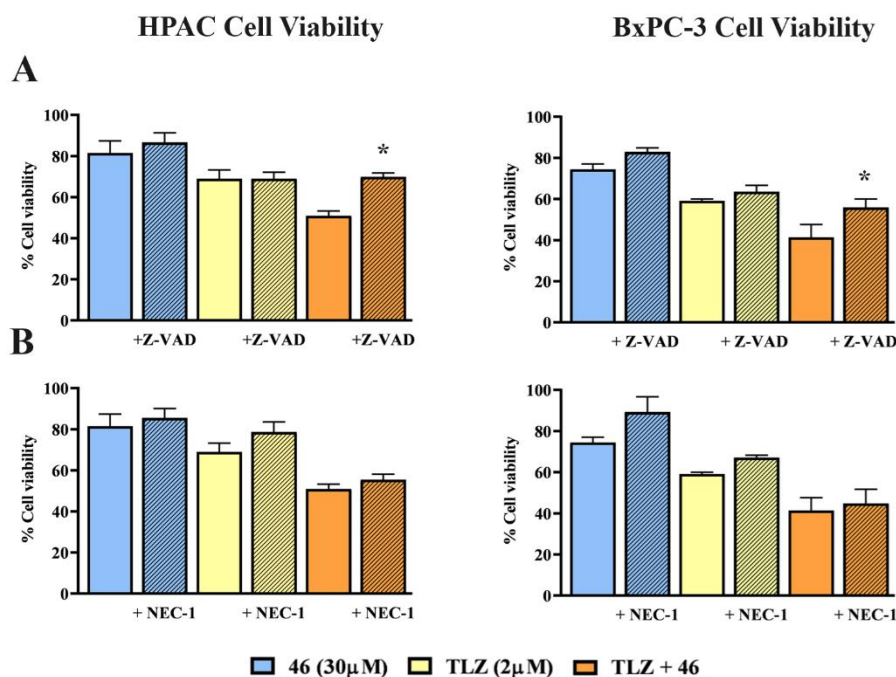 HPAC Cell Viability
BxPC-3 Cell Viability
A
% Cell viability
100
80
60
40
20
0
+Z-VAD +Z-VAD +Z-VAD
*
% Cell viability
100
80
60
40
20
0
+ Z-VAD + Z-VAD + Z-VAD
*
B
% Cell viability
100
80
60
40
20
0
+ NEC-1 + NEC-1 + NEC-1
% Cell viability
100
80
60
40
20
0
+ NEC-1 + NEC-1 + NEC-1
46 (30µM) TLZ (2µM) TLZ + 46